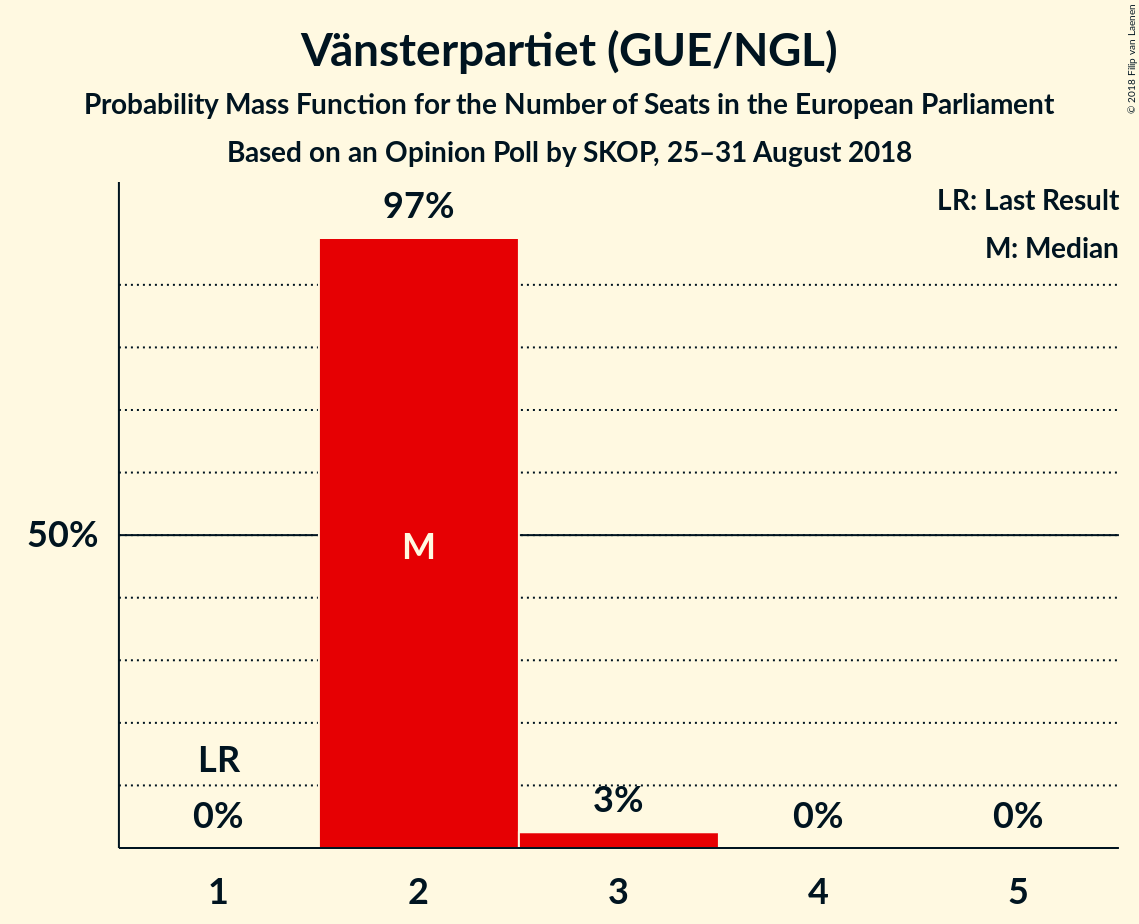 Vänsterpartiet (GUE/NGL)
Probability Mass Function for the Number of Seats in the European Parliament
Based on an Opinion Poll by SKOP, 25–31 August 2018
© 2018 Filip van Laenen
LR: Last Result
M: Median
97%
50%
M
LR
0%
3%
0%
0%
1
2
3
4
5